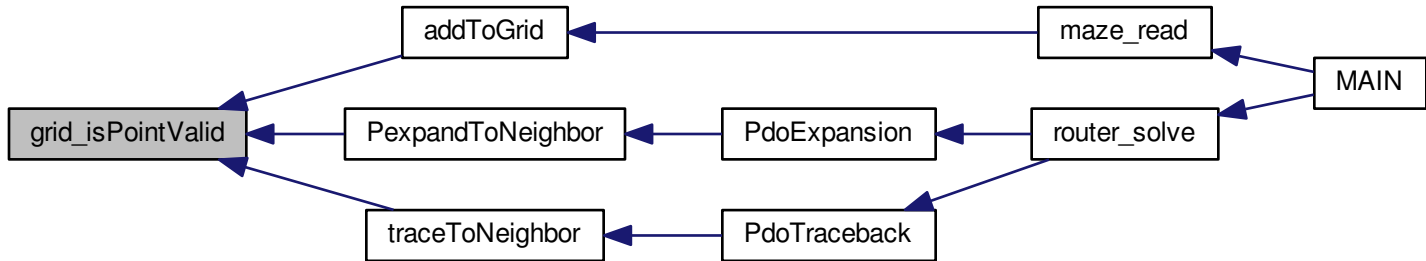 addToGrid
maze_read
MAIN
grid_isPointValid
PexpandToNeighbor
PdoExpansion
router_solve
traceToNeighbor
PdoTraceback